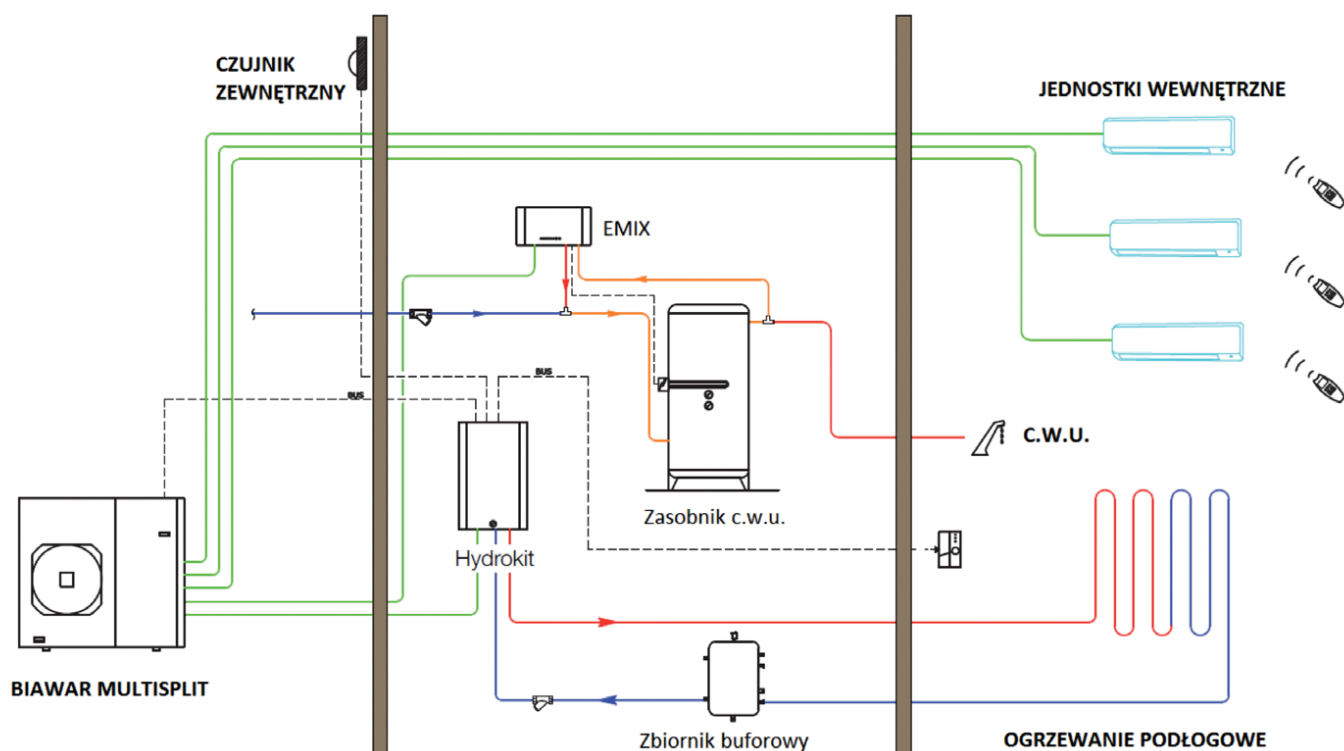 CZUJNIK
ZEWNĘTRZNY
JEDNOSTKI WEWNĘTRZNE
EMIX
BUS
BUS
C.W.U.
Zasobnik c.w.u.
Hydrokit
BIAWAR MULTISPLIT
Zbiornik buforowy
OGRZEWANIE PODŁOGOWE